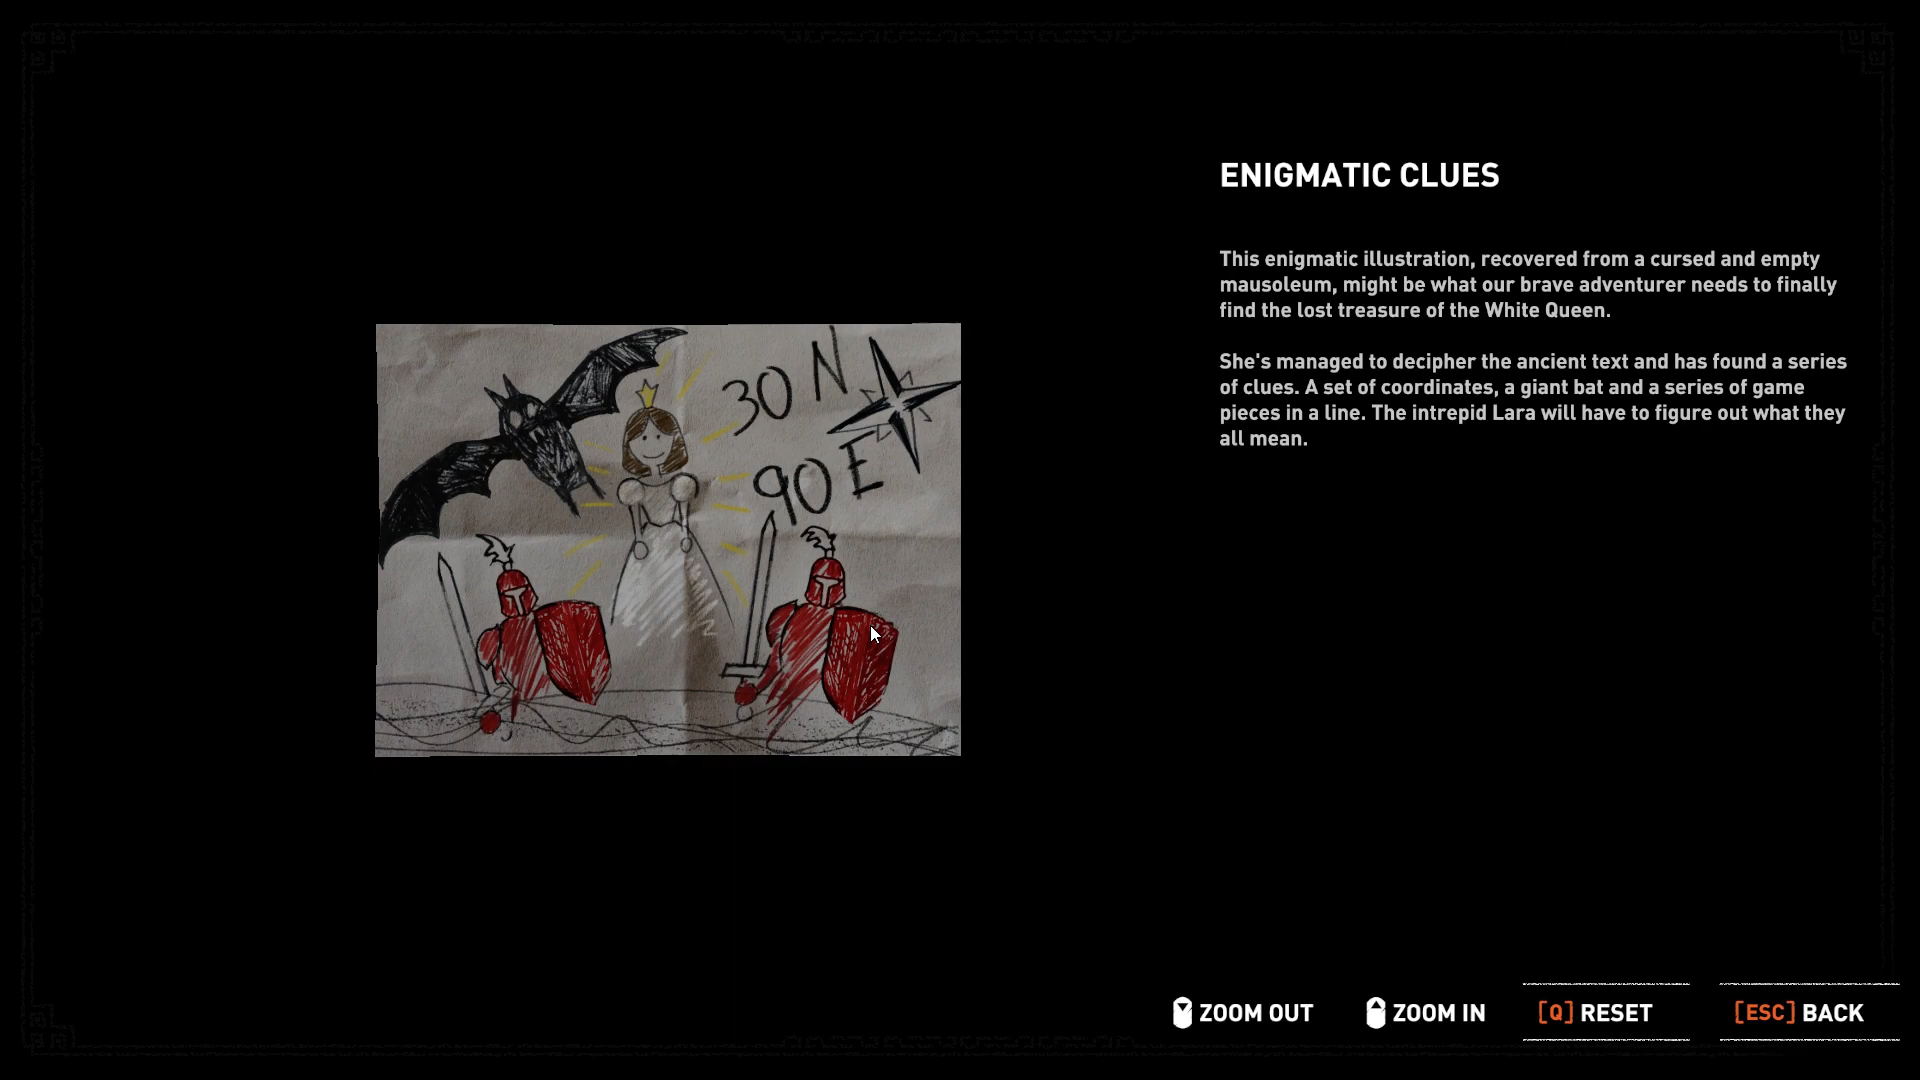 ENIGMATIC CLUES
This enigmatic illustration, recovered from a cursed and empty
mausoleum, might be what our brave adventurer needs to finally
find the lost treasure of the White Queen.
She's managed to decipher the ancient text and has found a series
of clues. A set of coordinates, a giant bat and a series of game
pieces in a line. The intrepid Lara will have to figure out what they
all mean.
30 N
90 E
ZOOM OUT ZOOM IN [Q] RESET [ESC] BACK